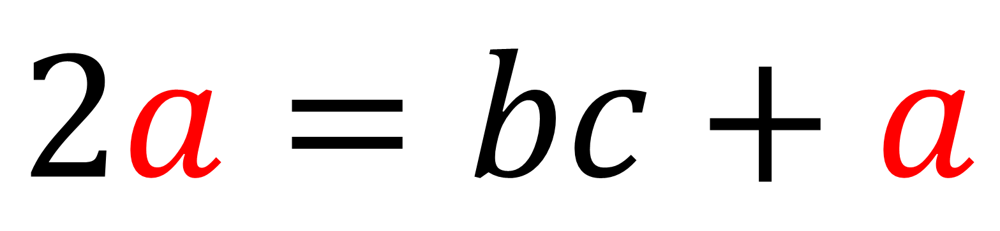 2a = bc + a